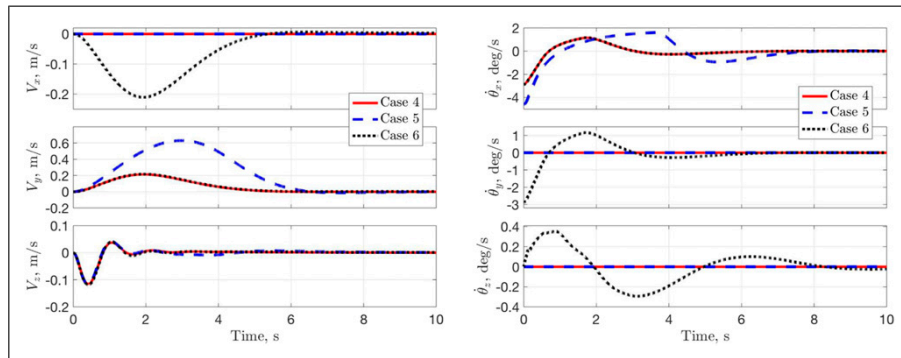 0
-0.1
-0.2
V_x, m/s
Case 4
Case 5
Case 6
0.6
0.4
0.2
0
-0.2
V_y, m/s
0.1
0
-0.1
-0.2
V_z, m/s
0 2 4 6 8 10
Time, s
2
0
-2
-4
θ̇_x, deg/s
Case 4
Case 5
Case 6
1
0
-1
-2
-3
θ̇_y, deg/s
0.4
0.2
0
-0.2
-0.4
θ̇_z, deg/s
0 2 4 6 8 10
Time, s